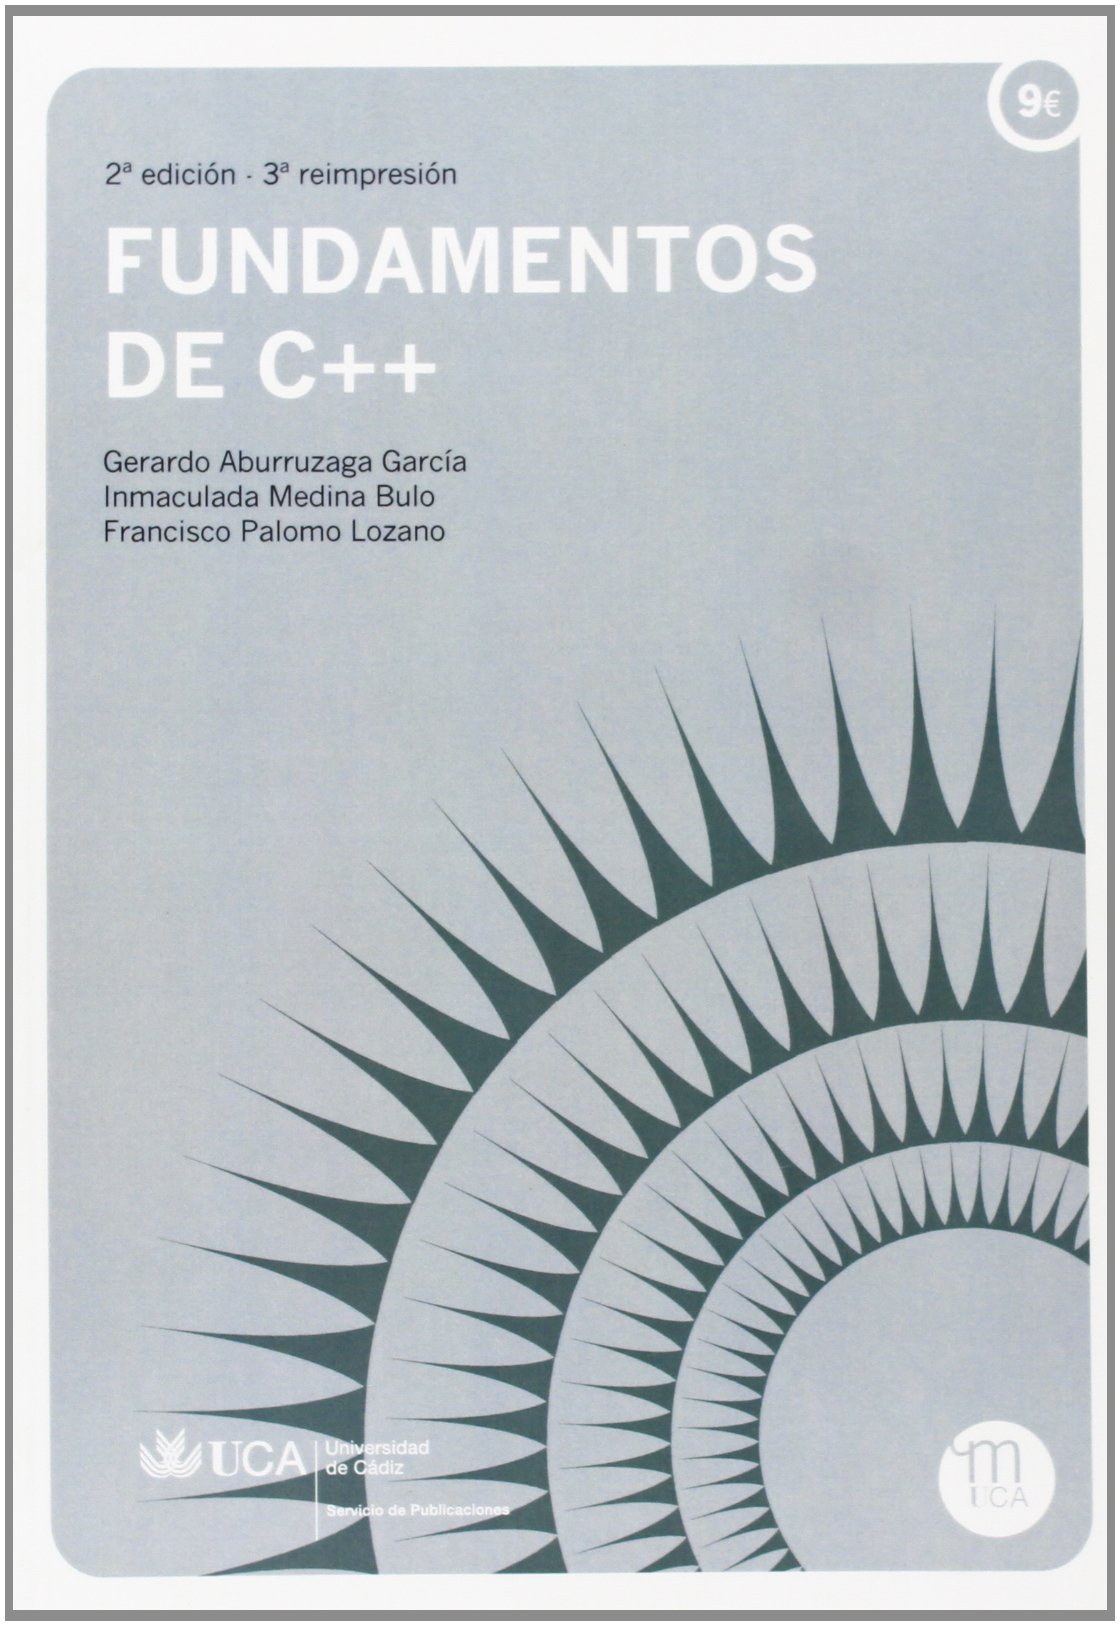 9€
2ª edición - 3ª reimpresión
FUNDAMENTOS
DE C++
Gerardo Aburruzaga García
Inmaculada Medina Bulo
Francisco Palomo Lozano
UCA
Universidad
de Cádiz
Servicio de Publicaciones
m
UCA